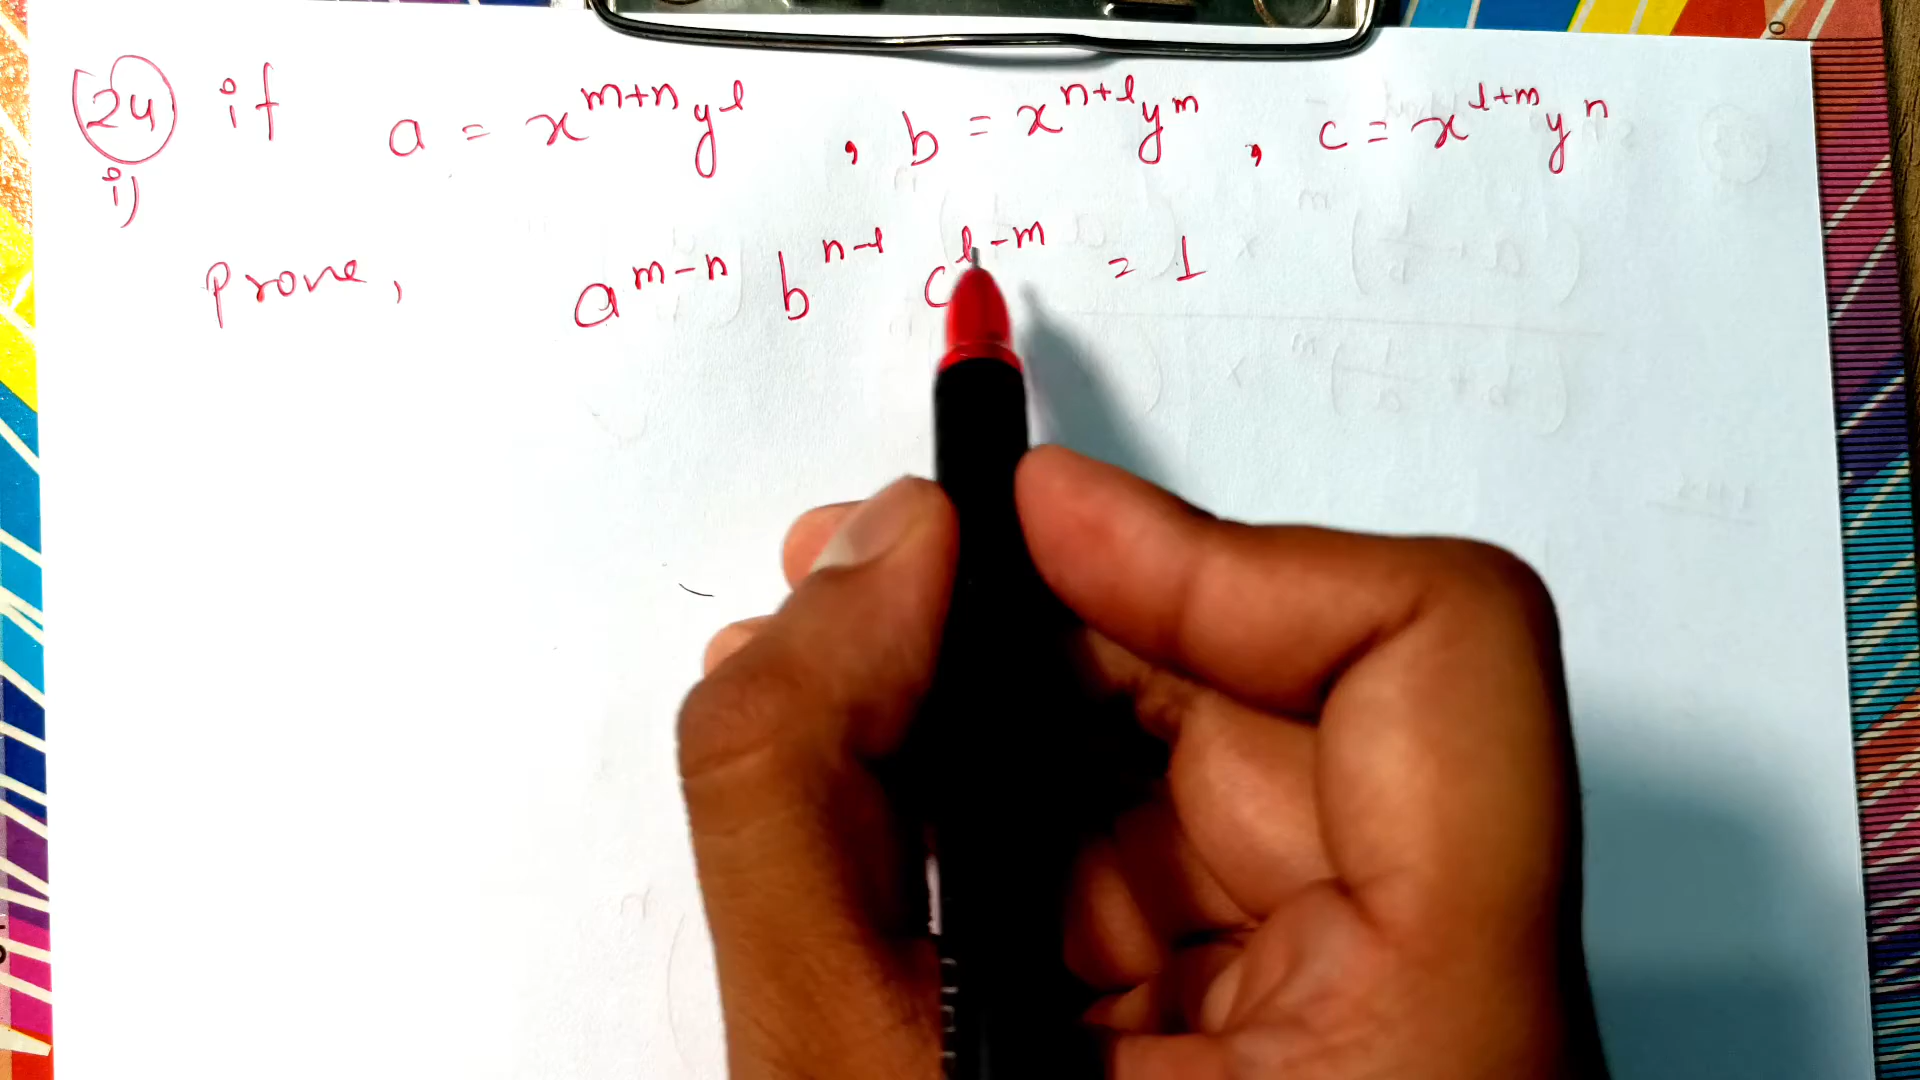 24 if a = x^{m+n} y^{l} , b = x^{n+l} y^{m} , c = x^{l+m} y^{n}
i)
Prove, a^{m-n} b^{n-l} c^{l-m} = 1